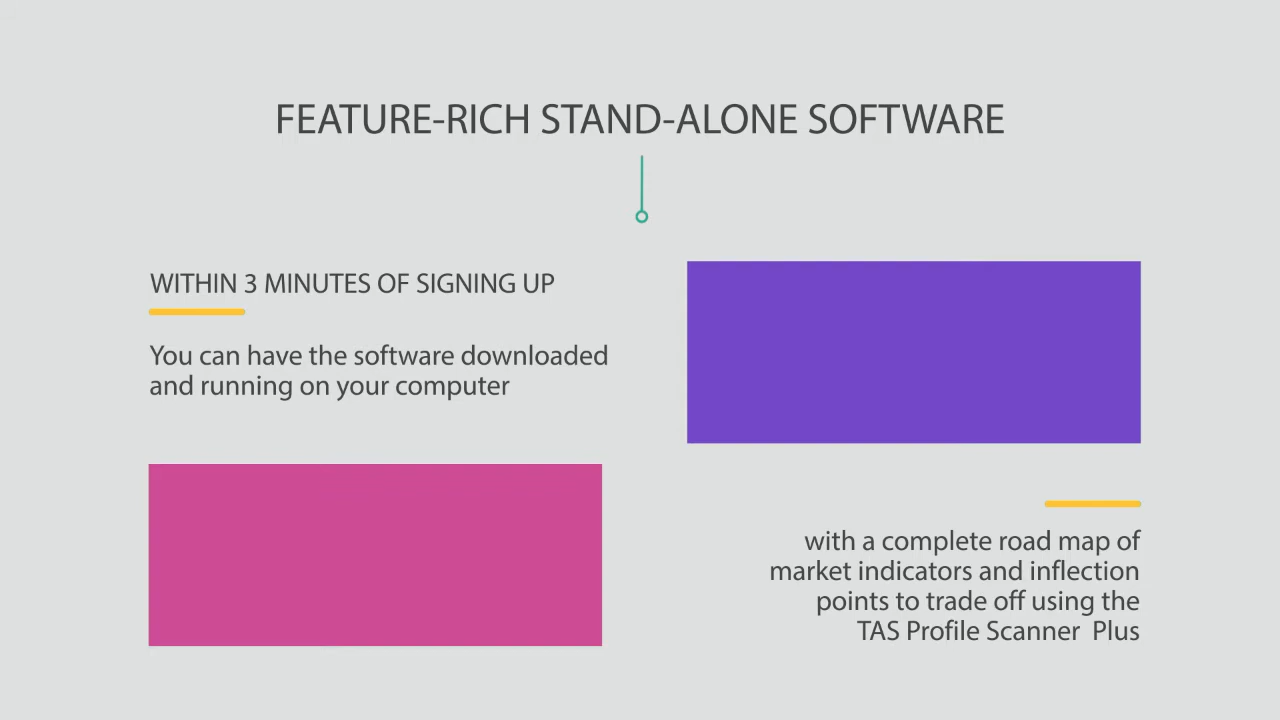 FEATURE-RICH STAND-ALONE SOFTWARE
WITHIN 3 MINUTES OF SIGNING UP
You can have the software downloaded
and running on your computer
with a complete road map of
market indicators and inflection
points to trade off using the
TAS Profile Scanner  Plus